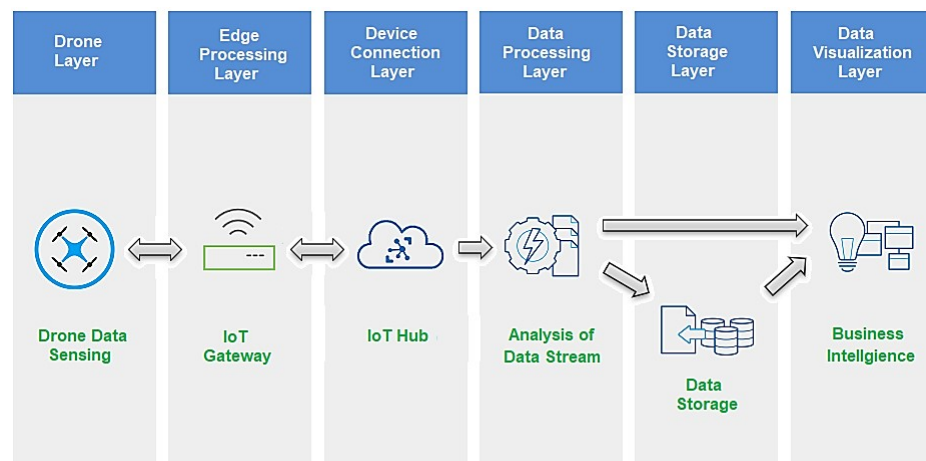 Drone
Layer
Edge
Processing
Layer
Device
Connection
Layer
Data
Processing
Layer
Data
Storage
Layer
Data
Visualization
Layer
Drone Data
Sensing
IoT
Gateway
IoT Hub
Analysis of
Data Stream
Data
Storage
Business
Intellgience